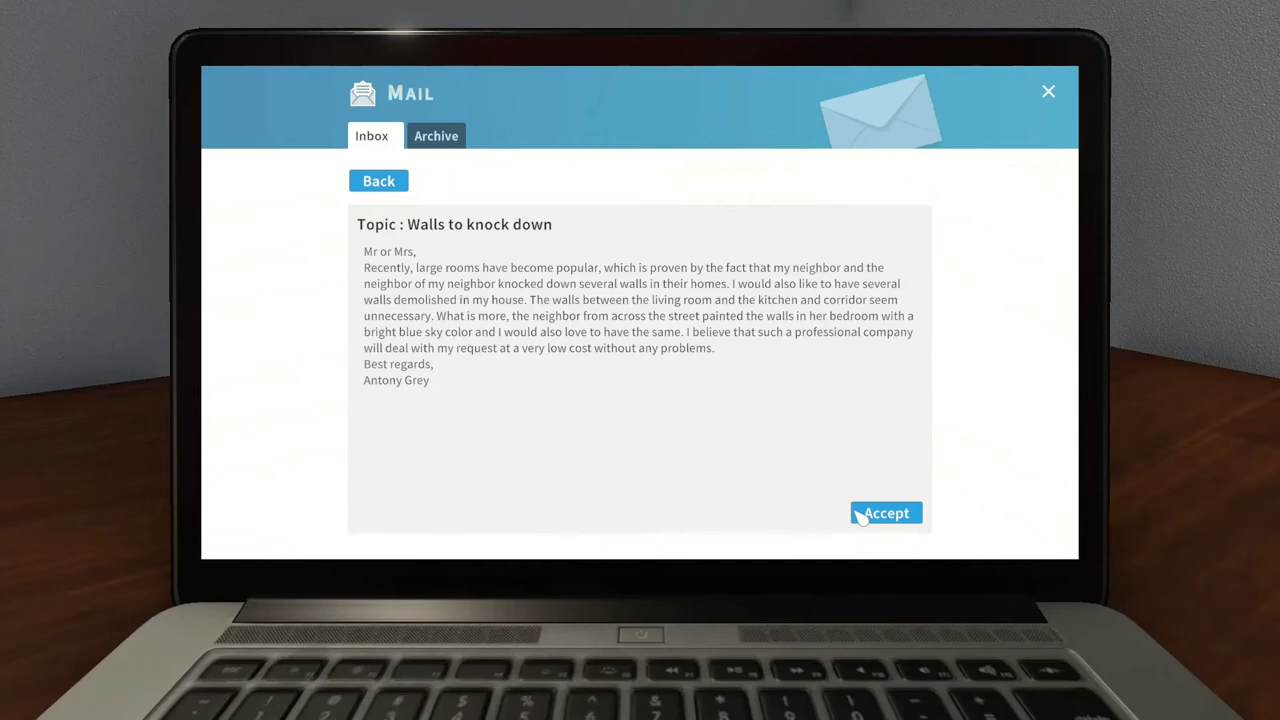 MAIL
Inbox
Archive
Back
Topic : Walls to knock down
Mr or Mrs,
Recently, large rooms have become popular, which is proven by the fact that my neighbor and the
neighbor of my neighbor knocked down several walls in their homes. I would also like to have several
walls demolished in my house. The walls between the living room and the kitchen and corridor seem
unnecessary. What is more, the neighbor from across the street painted the walls in her bedroom with a
bright blue sky color and I would also love to have the same. I believe that such a professional company
will deal with my request at a very low cost without any problems.
Best regards,
Antony Grey
Accept